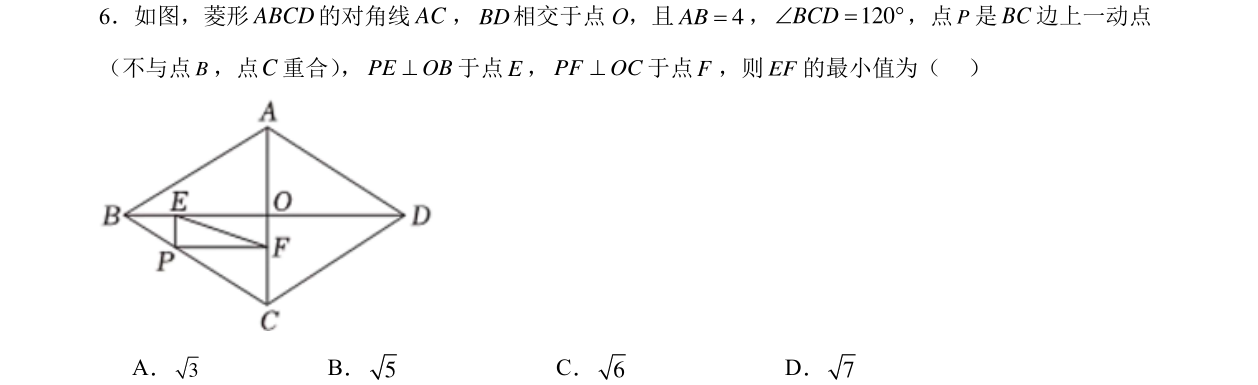 6．如图，菱形ABCD的对角线AC，BD相交于点O，且AB=4，∠BCD=120°，点P是BC边上一动点
（不与点B，点C重合），PE⊥OB于点E，PF⊥OC于点F，则EF的最小值为（ ）
A
B E O D
P F
C
A．√3 B．√5 C．√6 D．√7